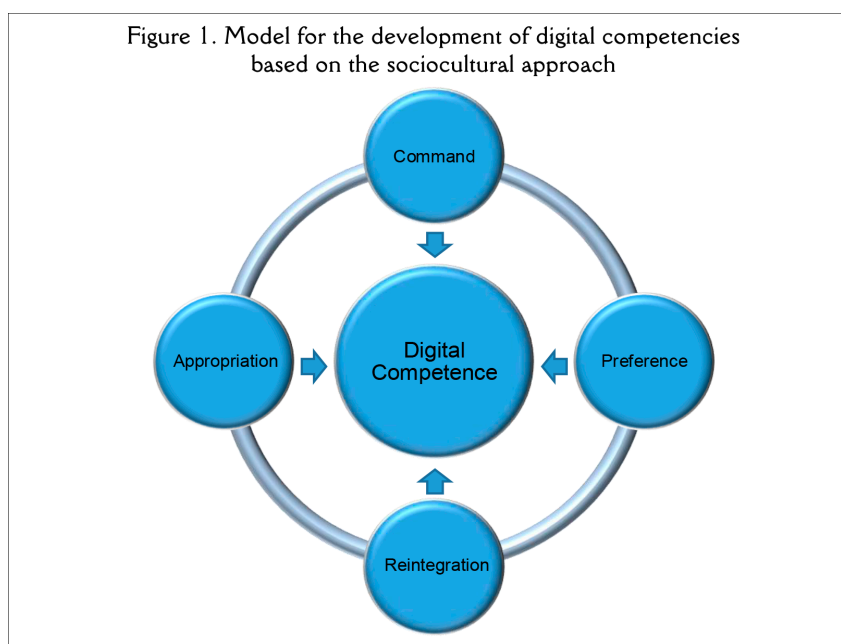 Figure 1. Model for the development of digital competencies
based on the sociocultural approach
Command
Appropriation
Digital
Competence
Preference
Reintegration